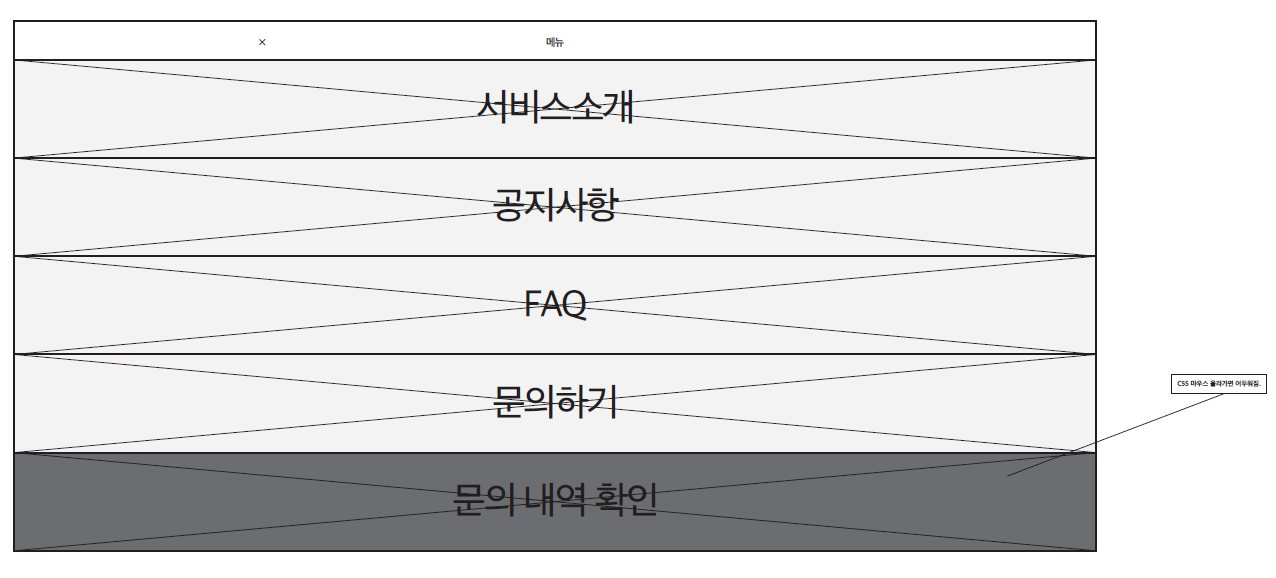 × 메뉴
서비스소개
공지사항
FAQ
문의하기
CSS 마우스 올라가면 어두워짐.
문의 내역 확인